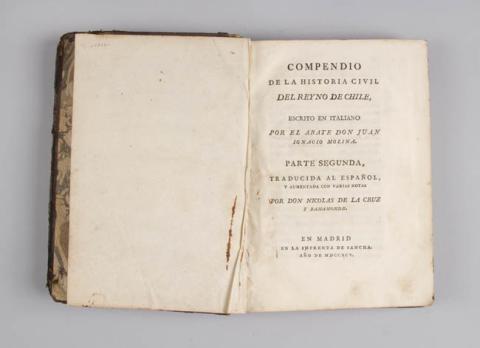 COMPENDIO
DE LA HISTORIA CIVIL
DEL REYNO DE CHILE,
ESCRITO EN ITALIANO
POR EL ABATE DON JUAN
IGNACIO MOLINA.
PARTE SEGUNDA,
TRADUCIDA AL ESPAÑOL,
Y AUMENTADA CON VARIAS NOTAS
POR DON NICOLAS DE LA CRUZ
Y BAHAMONDE.
EN MADRID
EN LA IMPRENTA DE SANCHA.
AÑO DE MDCCXCV.